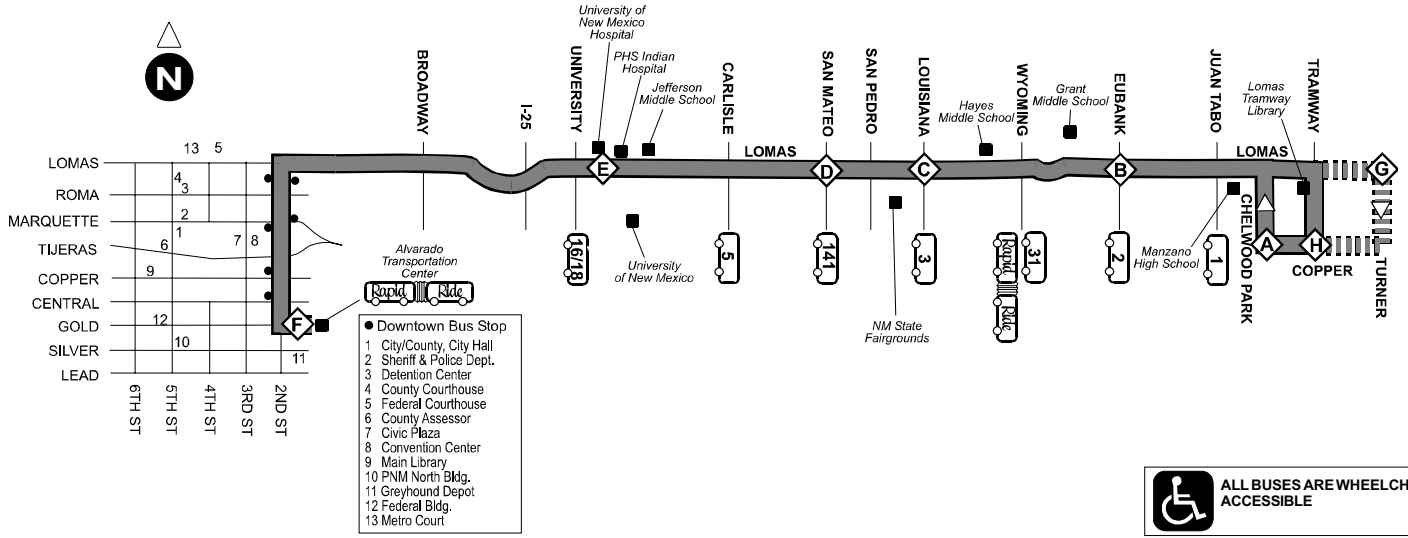 University of
New Mexico
Hospital
PHS Indian
Hospital
Jefferson
Middle School
BROADWAY
I-25
UNIVERSITY
CARLISLE
SAN MATEO
SAN PEDRO
LOUISIANA
WYOMING
EUBANK
JUAN TABO
TRAMWAY
Hayes
Middle School
Grant
Middle School
Lomas
Tramway
Library
N
13 5
LOMAS
LOMAS
LOMAS
4
3
ROMA
MARQUETTE
2
1
TIJERAS
6
7 8
COPPER
9
CENTRAL
GOLD
12
SILVER
10
11
LEAD
6TH ST
5TH ST
4TH ST
3RD ST
2ND ST
E
D
C
B
G
A
H
F
Alvarado
Transportation
Center
Rapid Ride
16/18
University
of New Mexico
5
141
NM State
Fairgrounds
3
Rapid Ride
31
2
Manzano
High School
1
CHELWOOD PARK
COPPER
TURNER
Downtown Bus Stop
1 City/County, City Hall
2 Sheriff & Police Dept.
3 Detention Center
4 County Courthouse
5 Federal Courthouse
6 County Assessor
7 Civic Plaza
8 Convention Center
9 Main Library
10 PNM North Bldg.
11 Greyhound Depot
12 Federal Bldg.
13 Metro Court
ALL BUSES ARE WHEELCH
ACCESSIBLE